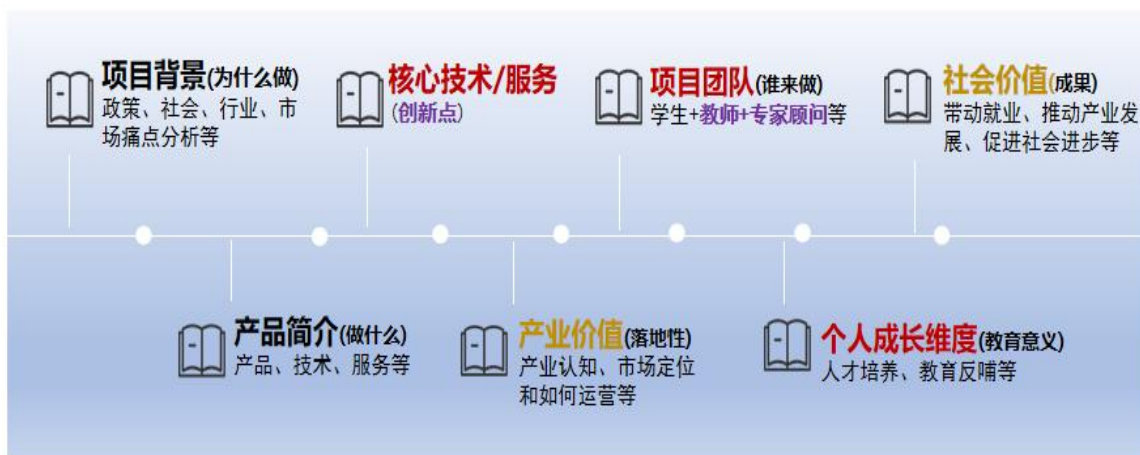 项目背景(为什么做)
政策、社会、行业、市
场痛点分析等
核心技术/服务
(创新点)
项目团队(谁来做)
学生+教师+专家顾问等
社会价值(成果)
带动就业、推动产业发
展、促进社会进步等
产品简介(做什么)
产品、技术、服务等
产业价值(落地性)
产业认知、市场定位
和如何运营等
个人成长维度(教育意义)
人才培养、教育反哺等